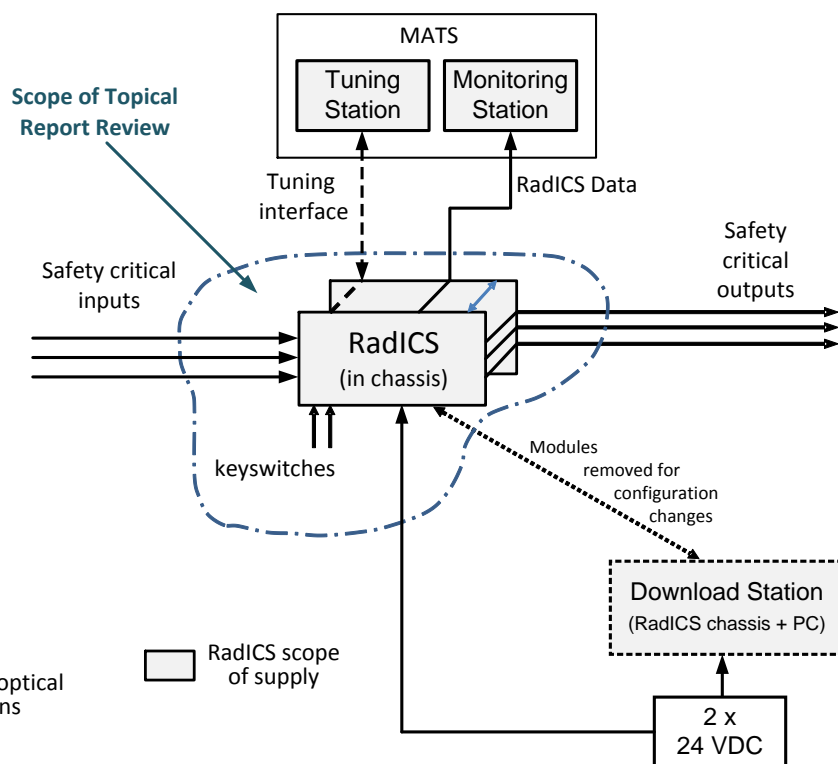 MATS
Tuning
Station
Monitoring
Station
Scope of Topical
Report Review
Tuning
interface
RadICS Data
Safety critical
inputs
Safety
critical
outputs
RadICS
(in chassis)
keyswitches
Modules
removed for
configuration
changes
Download Station
(RadICS chassis + PC)
RadICS scope
of supply
optical
ns
2 x
24 VDC